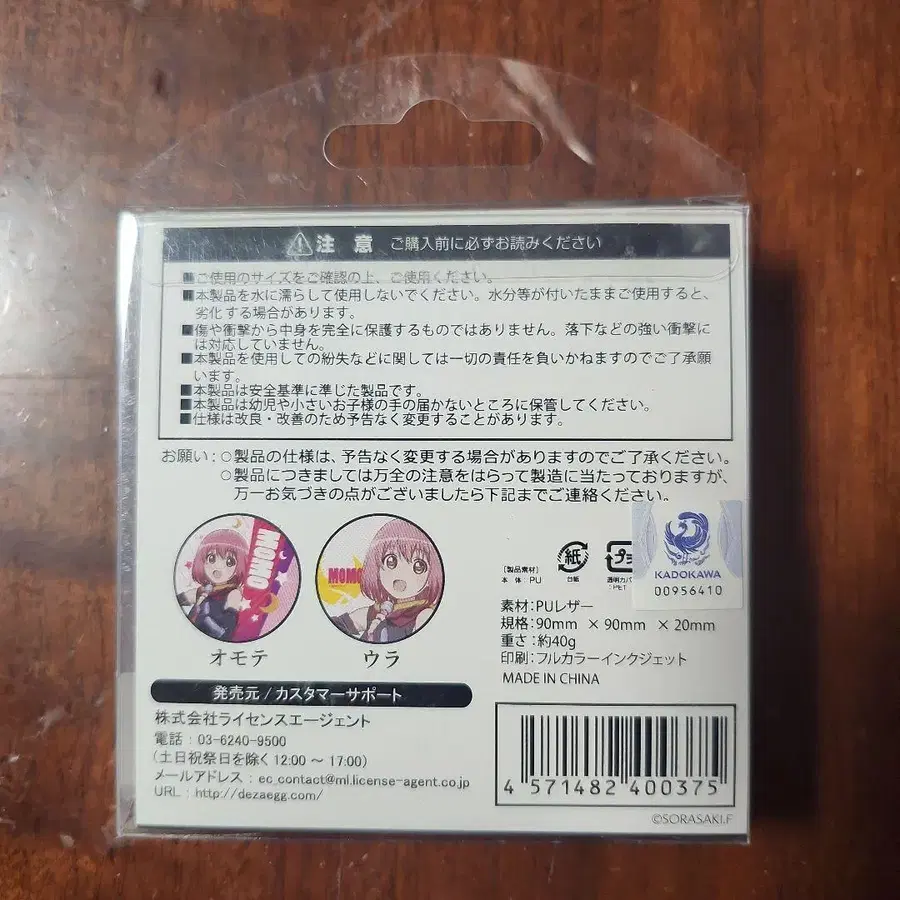 注意 ご購入前に必ずお読みください
■ご使用のサイズをご確認の上、ご使用ください。
■本製品を水に濡らして使用しないでください。水分等が付いたままご使用すると、
劣化する場合があります。
■傷や衝撃から中身を完全に保護するものではありません。落下などの強い衝撃に
は対応していません。
■本製品を使用しての紛失などに関しては一切の責任を負いかねますのでご了承願
います。
■本製品は安全基準に準じた製品です。
■本製品は幼児や小さいお子様の手の届かないところに保管してください。
■仕様は改良・改善のため予告なく変更することがあります。
お願い：○製品の仕様は、予告なく変更する場合がありますのでご了承ください。
○製品につきましては万全の注意をはらって製造に当たっておりますが、
万一お気づきの点がございましたら下記までご連絡ください。
MOMO
MOMO
オモテ
ウラ
[製品素材]
本体：PU
紙
台紙
プラ
透明カバ
：PET
KADOKAWA
00956410
素材：PUレザー
規格：90mm × 90mm × 20mm
重さ：約40g
印刷：フルカラーインクジェット
MADE IN CHINA
発売元 / カスタマーサポート
株式会社ライセンスエージェント
電話：03-6240-9500
（土日祝祭日を除く 12:00 ～ 17:00）
メールアドレス：ec_contact@ml.license-agent.co.jp
URL：http://dezaegg.com/
4 571482 400375
©SORASAKI.F